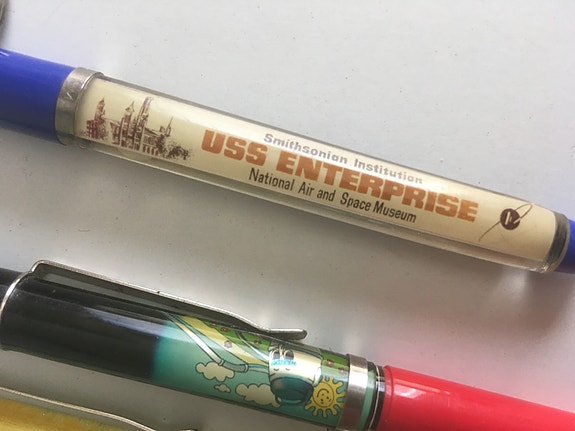 Smithsonian Institution
USS ENTERPRISE
National Air and Space Museum